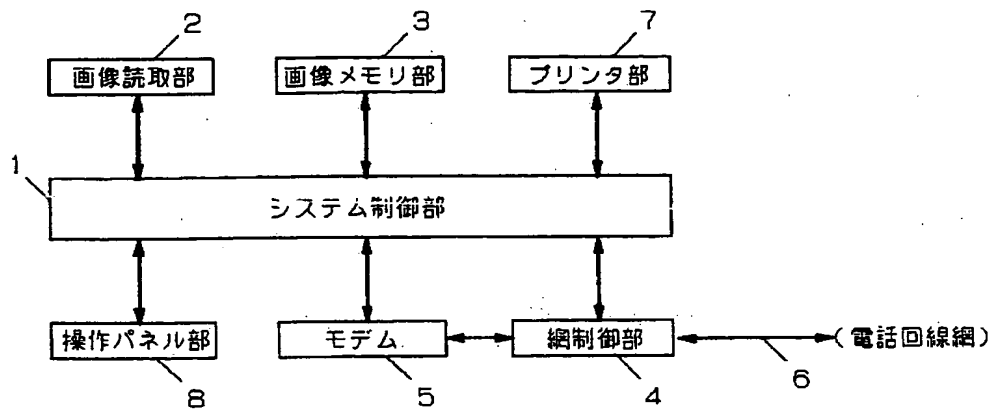 2
3
7
画像読取部
画像メモリ部
プリンタ部
1
システム制御部
操作パネル部
モデム
網制御部
(電話回線網)
8
5
4
6